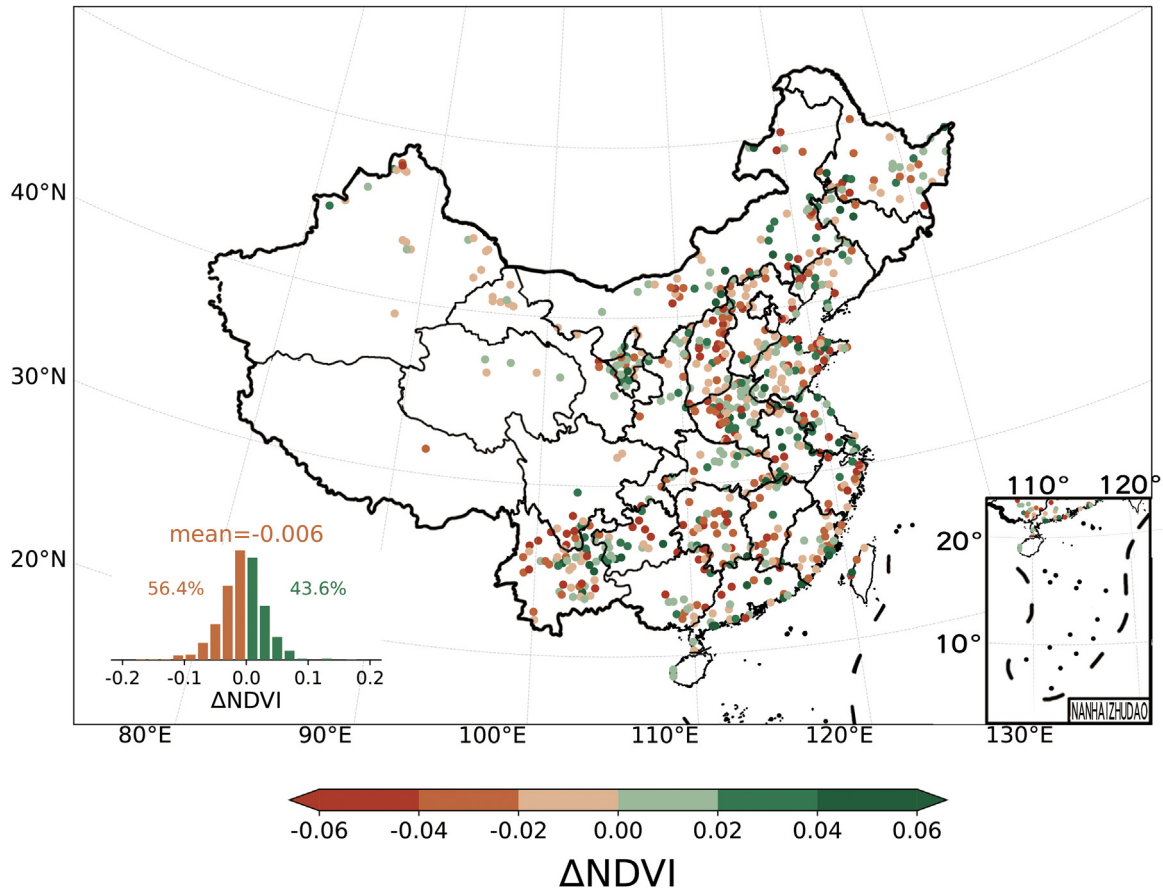 40°N
30°N
20°N
110° 120°
20°
10°
NANHAIZHUDAO
mean=-0.006
56.4% 43.6%
-0.2 -0.1 0.0 0.1 0.2
ΔNDVI
80°E 90°E 100°E 110°E 120°E 130°E
-0.06 -0.04 -0.02 0.00 0.02 0.04 0.06
ΔNDVI